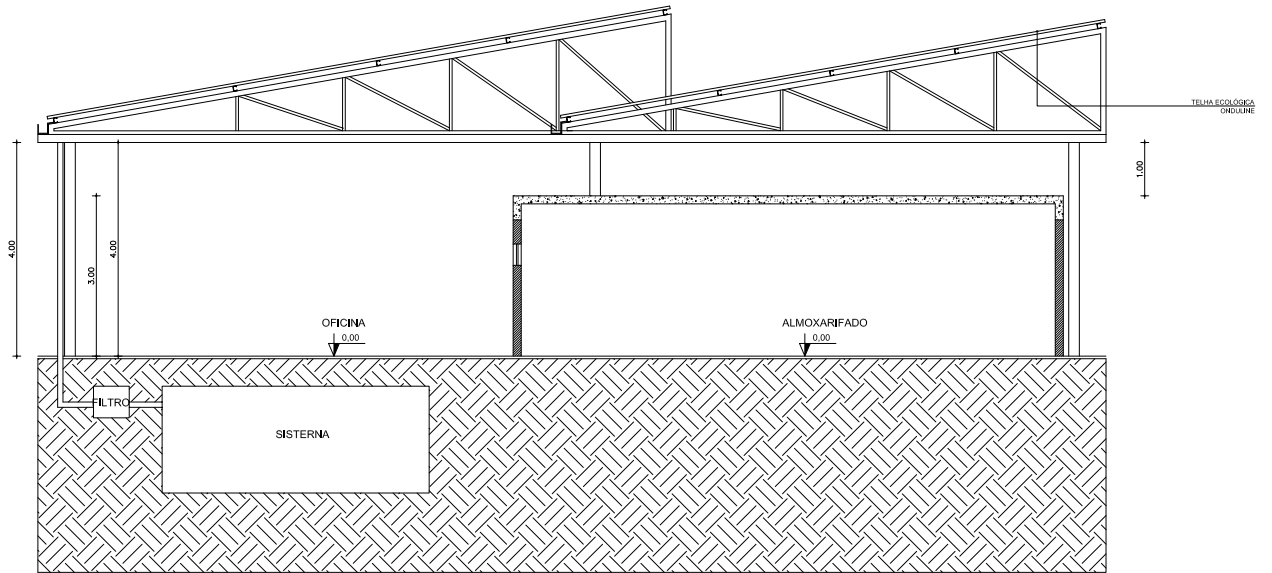 TELHA ECOLÓGICA
ONDULINE
1.00
4.00
3.00
4.00
OFICINA
0,00
ALMOXARIFADO
0,00
FILTRO
SISTERNA